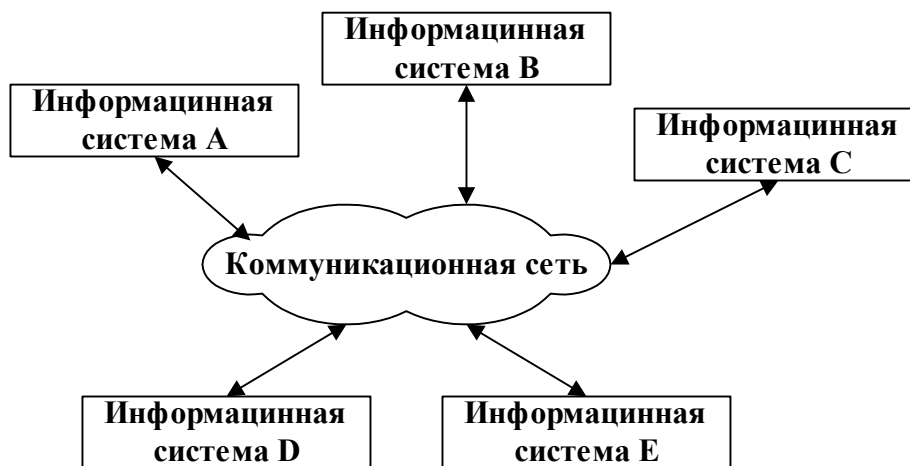 Информацинная
система B
Информацинная
система A
Информацинная
система C
Коммуникационная сеть
Информацинная
система D
Информацинная
система E